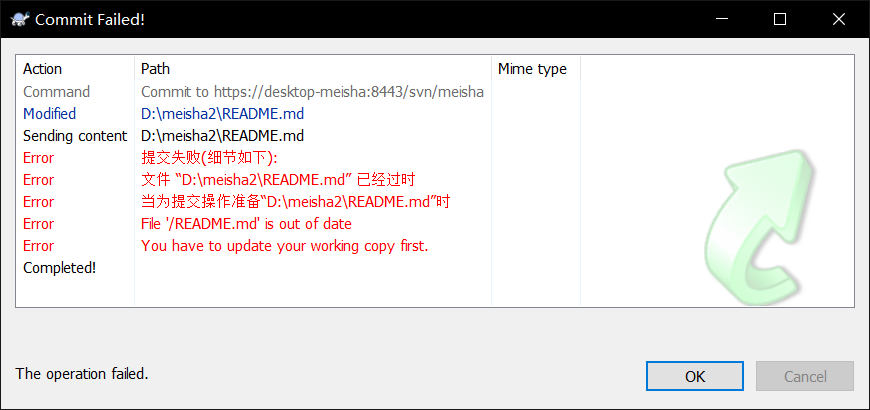 Commit Failed!
Action Path Mime type
Command Commit to https://desktop-meisha:8443/svn/meisha
Modified D:\meisha2\README.md
Sending content D:\meisha2\README.md
Error 提交失败(细节如下):
Error 文件 “D:\meisha2\README.md” 已经过时
Error 当为提交操作准备“D:\meisha2\README.md”时
Error File '/README.md' is out of date
Error You have to update your working copy first.
Completed!
The operation failed.
OK Cancel